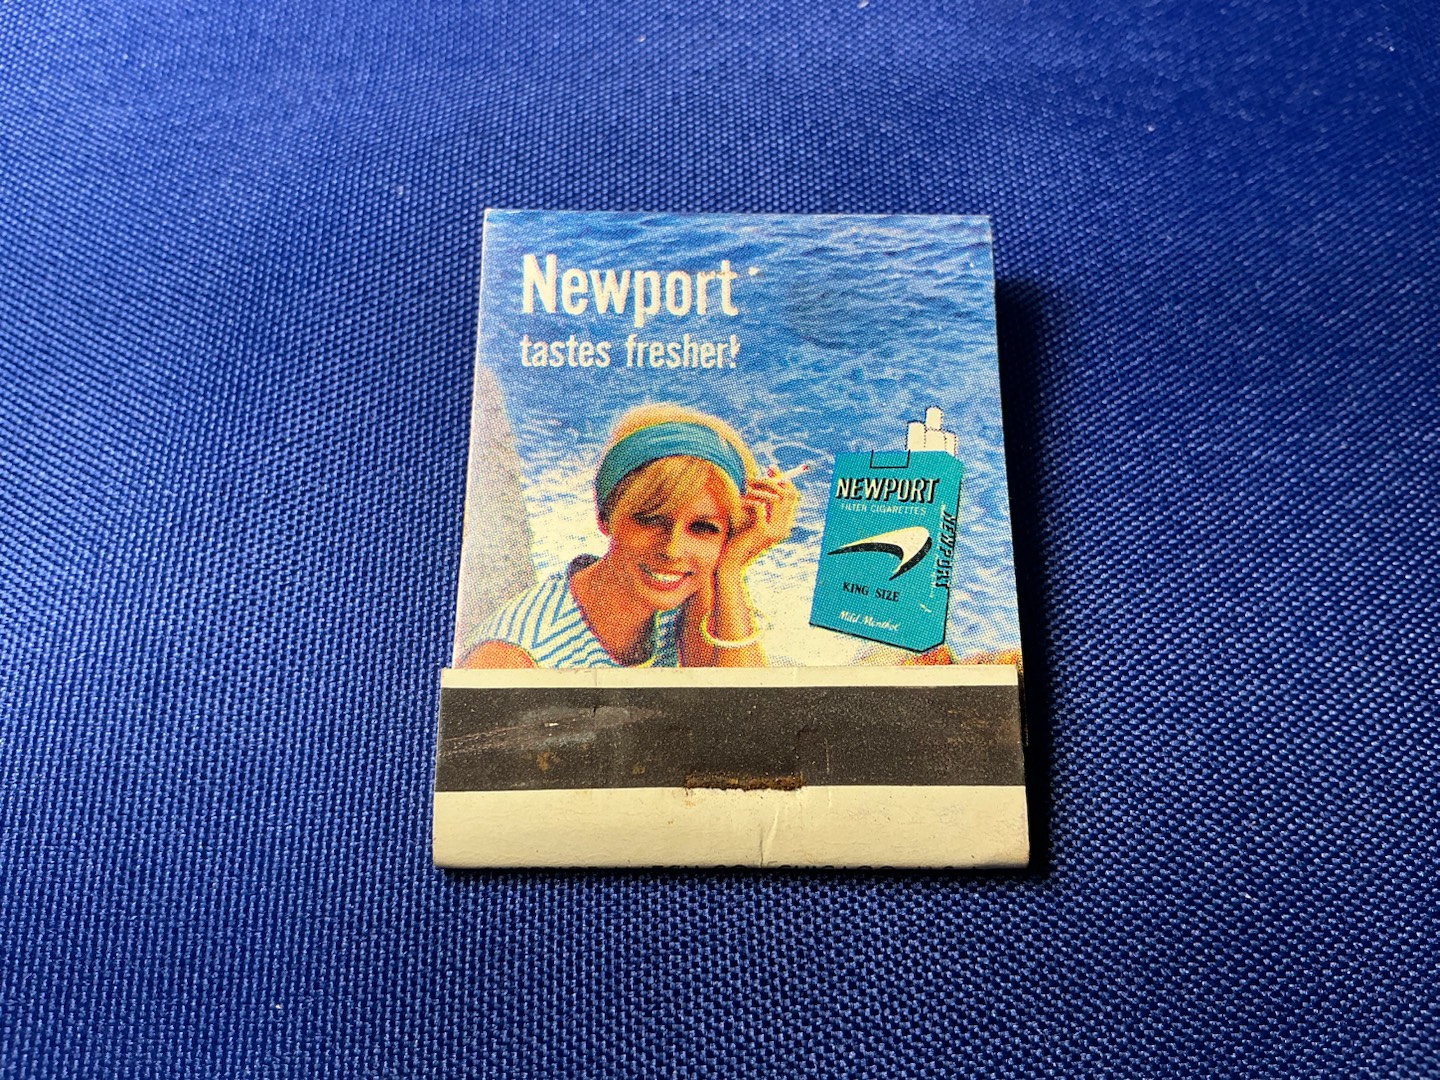 Newport
tastes fresher!
NEWPORT
FILTER CIGARETTES
NEWPORT
KING SIZE
Mild Menthol